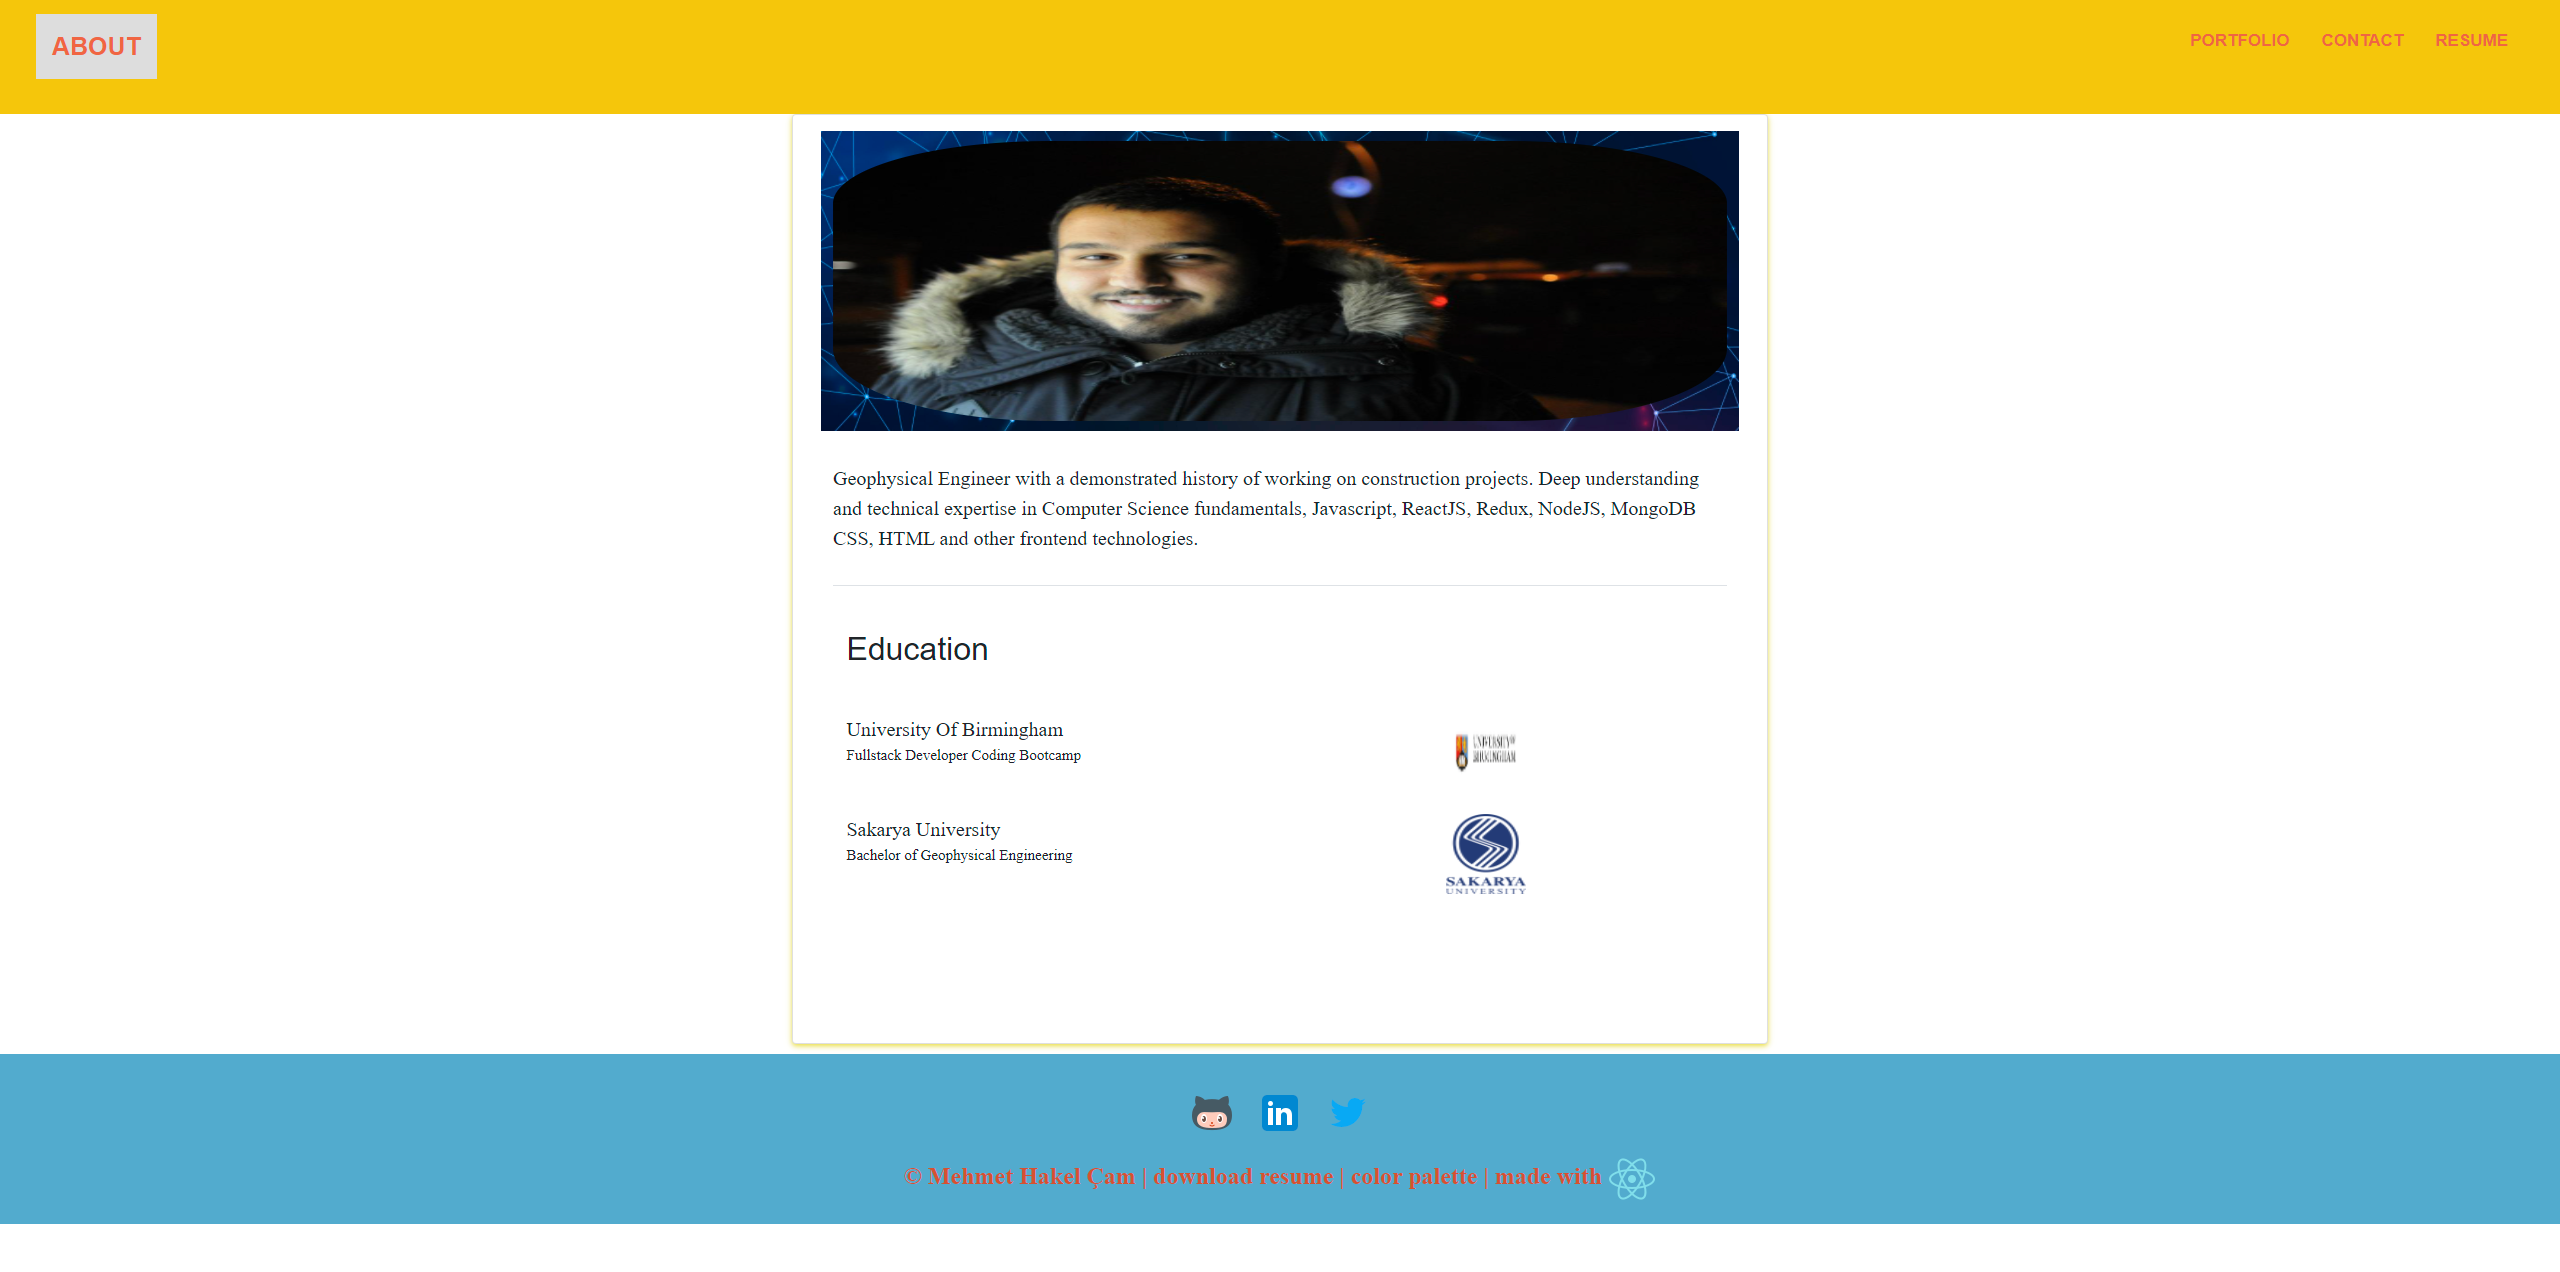 ABOUT
PORTFOLIO CONTACT RESUME
Geophysical Engineer with a demonstrated history of working on construction projects. Deep understanding
and technical expertise in Computer Science fundamentals, Javascript, ReactJS, Redux, NodeJS, MongoDB
CSS, HTML and other frontend technologies.
Education
University Of Birmingham
Fullstack Developer Coding Bootcamp
UNIVERSITY OF
BIRMINGHAM
Sakarya University
Bachelor of Geophysical Engineering
SAKARYA
UNIVERSITY
in
© Mehmet Hakel Çam | download resume | color palette | made with